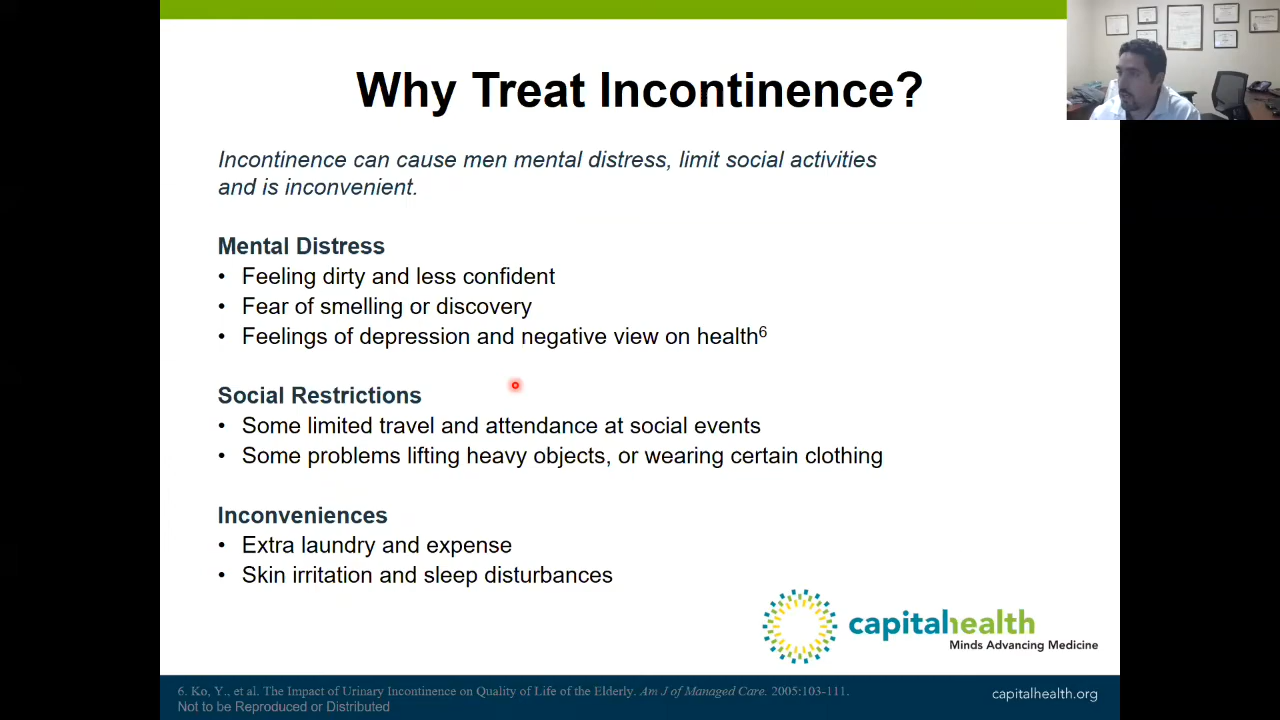 Why Treat Incontinence?
Incontinence can cause men mental distress, limit social activities
and is inconvenient.
Mental Distress
• Feeling dirty and less confident
• Fear of smelling or discovery
• Feelings of depression and negative view on health⁶
Social Restrictions
• Some limited travel and attendance at social events
• Some problems lifting heavy objects, or wearing certain clothing
Inconveniences
• Extra laundry and expense
• Skin irritation and sleep disturbances
capitalhealth
Minds Advancing Medicine
6. Ko, Y., et al. The Impact of Urinary Incontinence on Quality of Life of the Elderly. Am J of Managed Care. 2005:103-111.
Not to be Reproduced or Distributed
capitalhealth.org